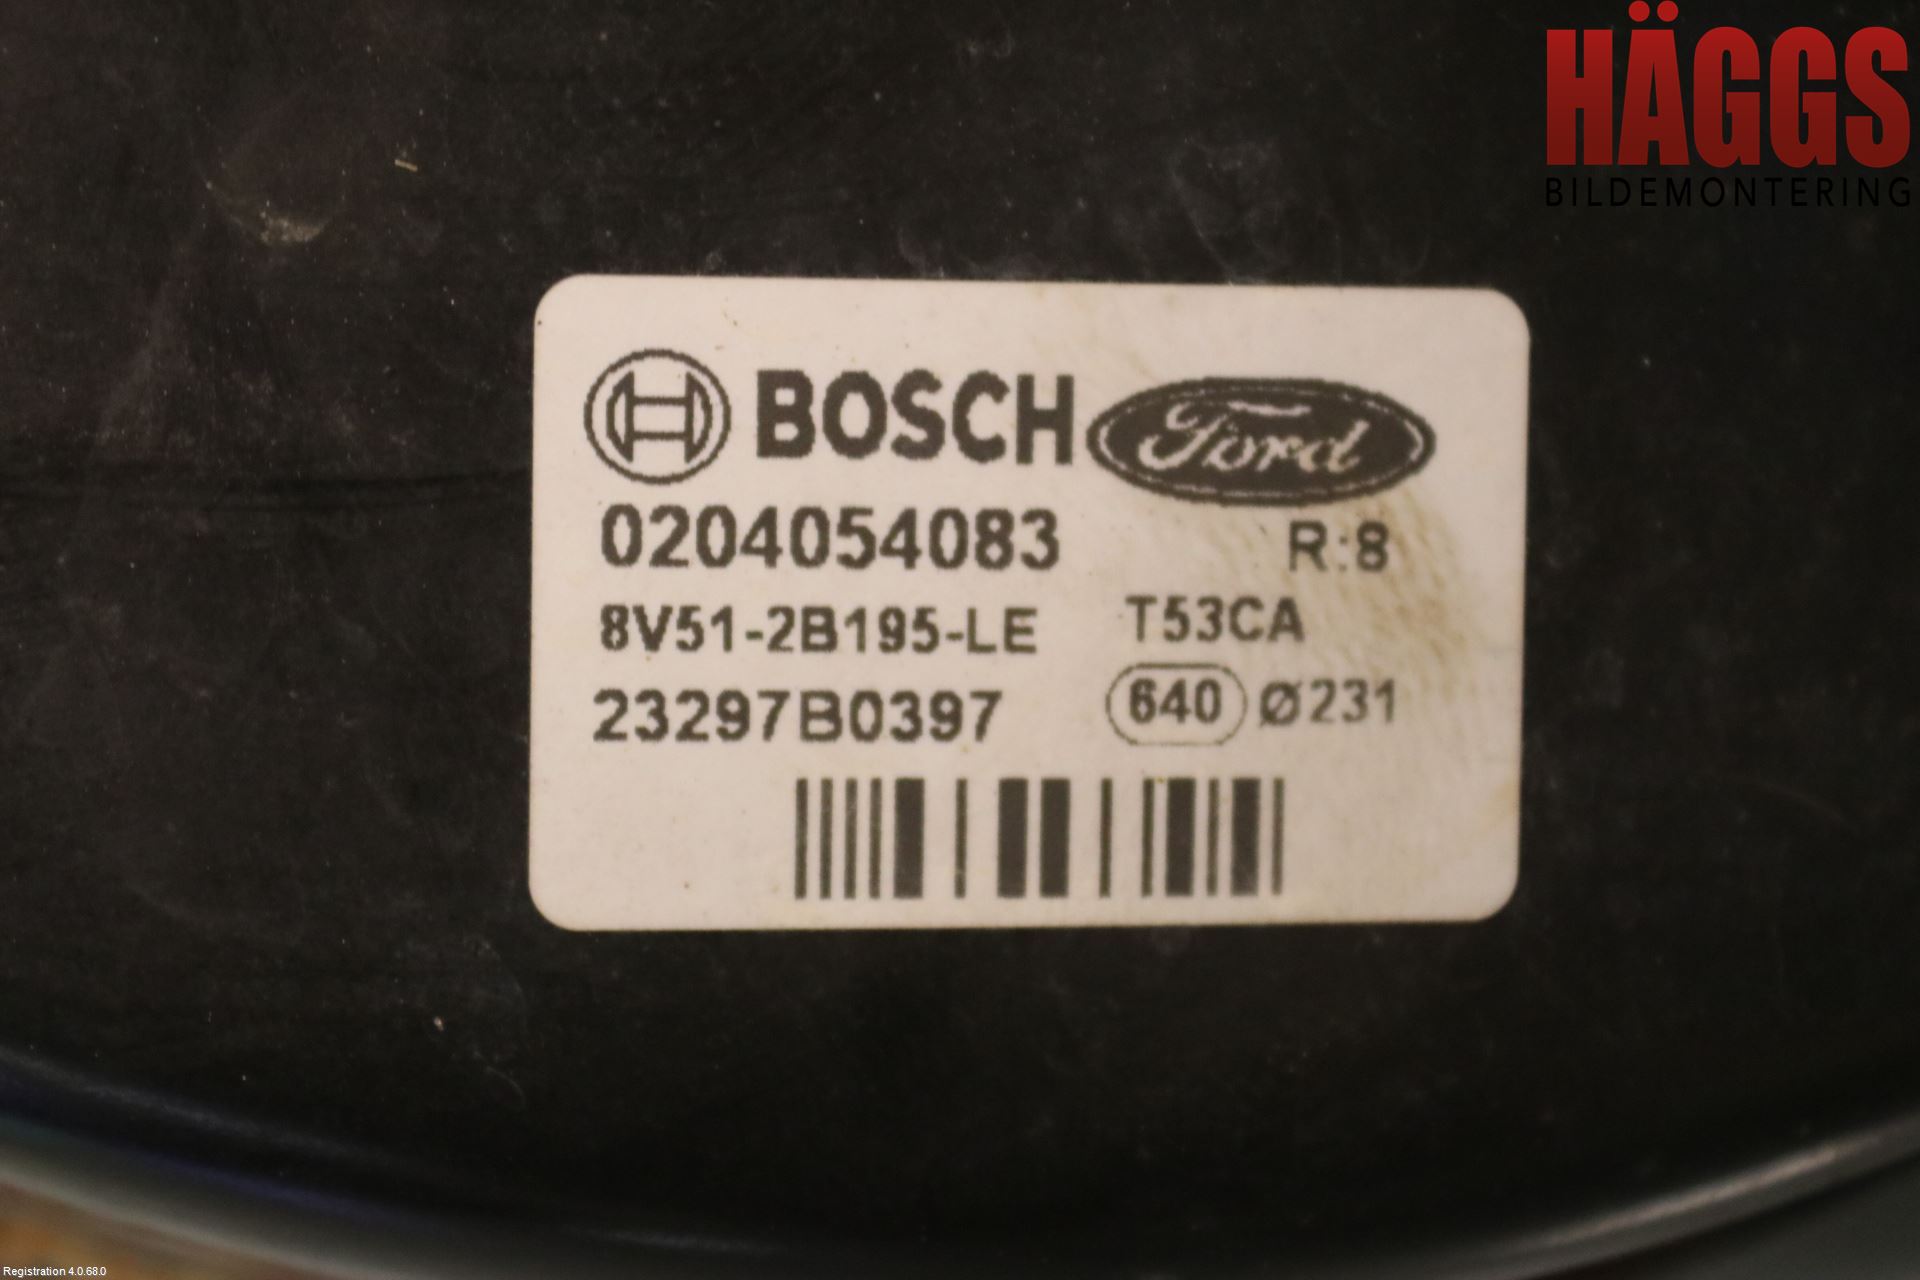 HÄGGS
BILDEMONTERING
BOSCH Ford
0204054083 R:8
8V51-2B195-LE T53CA
23297B0397 640 Ø231
Registration 4.0.68.0